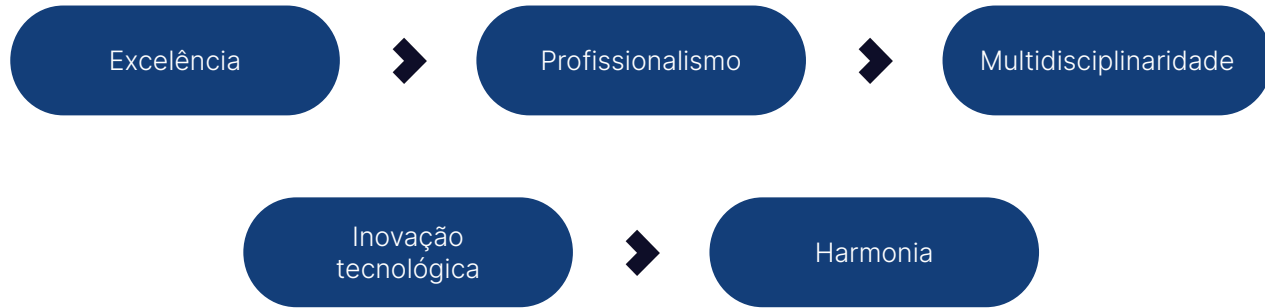 Excelência
Profissionalismo
Multidisciplinaridade
Inovação
tecnológica
Harmonia